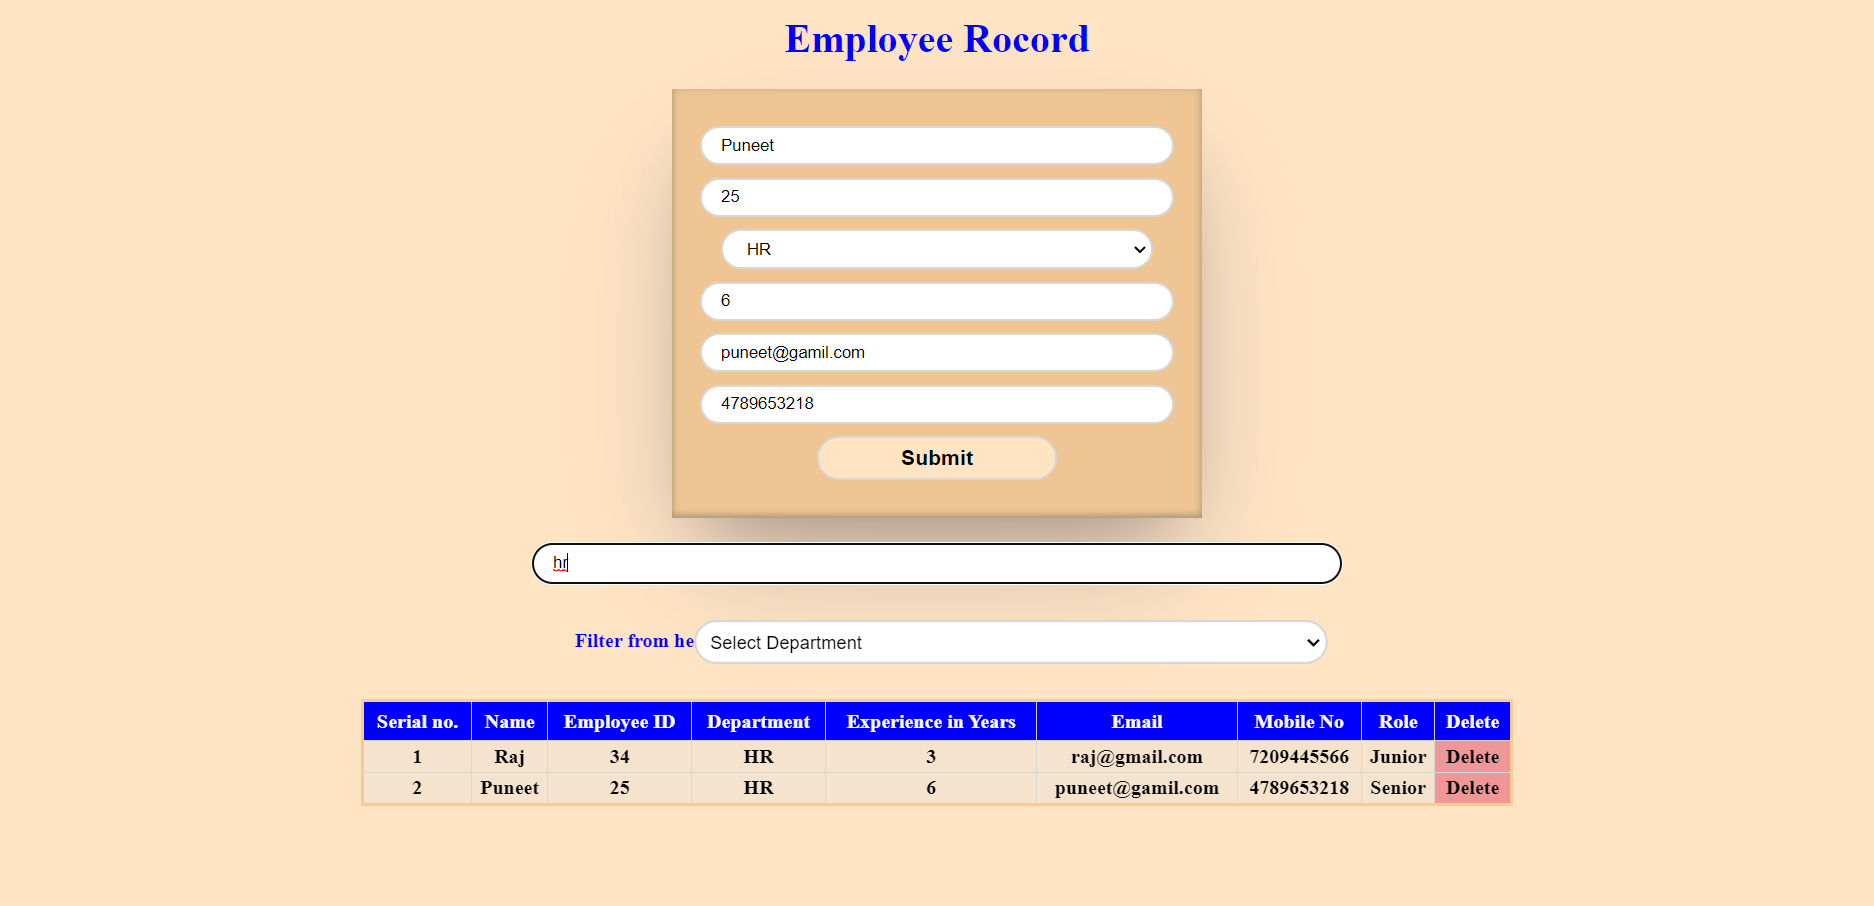 Employee Rocord
Puneet
25
HR
6
puneet@gamil.com
4789653218
Submit
hr
Filter from he
Select Department
Serial no. Name Employee ID Department Experience in Years Email Mobile No Role Delete
1 Raj 34 HR 3 raj@gmail.com 7209445566 Junior Delete
2 Puneet 25 HR 6 puneet@gamil.com 4789653218 Senior Delete